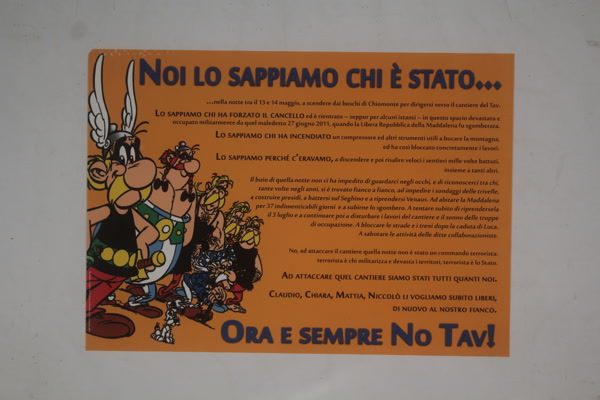 Noi lo sappiamo chi è stato...
...nella notte tra il 13 e 14 maggio, a scendere dai boschi di Chiomonte per dirigersi verso il cantiere del Tav.
Lo sappiamo chi ha forzato il cancello ed è rientrato – seppur per alcuni istanti – in questo spazio devastato e
occupato militarmente da quel maledetto 27 giugno 2011, quando la Libera Repubblica della Maddalena fu sgomberata.
Lo sappiamo chi ha incendiato un compressore ed altri strumenti utili a bucare la montagna,
ed ha così bloccato concretamente i lavori.
Lo sappiamo perché c'eravamo, a discendere e poi risalire veloci i sentieri mille volte battuti,
insieme a tanti altri.
Il buio di quella notte non ci ha impedito di guardarci negli occhi, e di riconoscerci tra chi,
tante volte negli anni, si è trovato fianco a fianco, ad impedire i sondaggi delle trivelle,
a costruire presidi, a battersi sul Seghino e a riprendersi Venaus. Ad abitare la Maddalena
per 37 indimenticabili giorni e a subirne lo sgombero. A tentare subito di riprendersela
il 3 luglio e a continuare poi a disturbare i lavori del cantiere e il sonno delle truppe
di occupazione. A bloccare le strade e i treni dopo la caduta di Luca.
A sabotare le attività delle ditte collaborazioniste.
No, ad attaccare il cantiere quella notte non è stato un commando terrorista:
terrorista è chi militarizza e devasta i territori, terrorista è lo Stato.
Ad attaccare quel cantiere siamo stati tutti quanti noi.
Claudio, Chiara, Mattia, Niccolò li vogliamo subito liberi,
di nuovo al nostro fianco.
Ora e sempre No Tav!